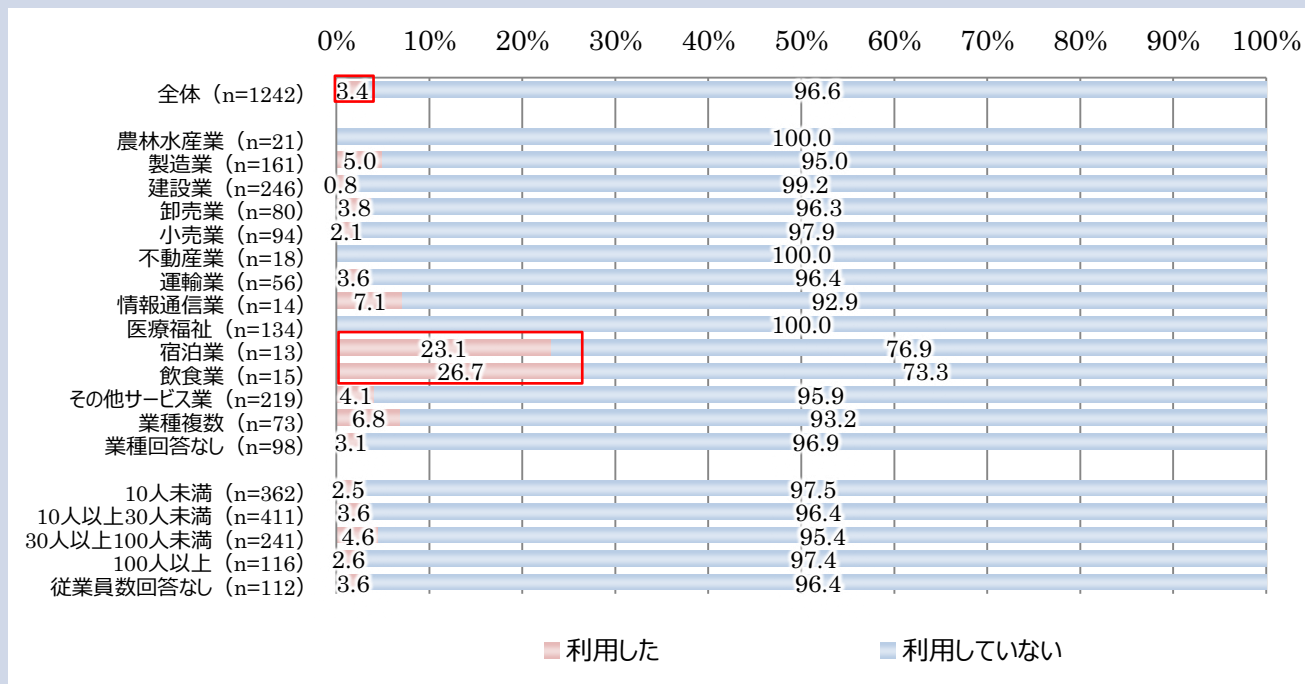 0% 10% 20% 30% 40% 50% 60% 70% 80% 90% 100%
全体（n=1242） 3.4 96.6
農林水産業（n=21） 100.0
製造業（n=161） 5.0 95.0
建設業（n=246） 0.8 99.2
卸売業（n=80） 3.8 96.3
小売業（n=94） 2.1 97.9
不動産業（n=18） 100.0
運輸業（n=56） 3.6 96.4
情報通信業（n=14） 7.1 92.9
医療福祉（n=134） 100.0
宿泊業（n=13） 23.1 76.9
飲食業（n=15） 26.7 73.3
その他サービス業（n=219） 4.1 95.9
業種複数（n=73） 6.8 93.2
業種回答なし（n=98） 3.1 96.9
10人未満（n=362） 2.5 97.5
10人以上30人未満（n=411） 3.6 96.4
30人以上100人未満（n=241） 4.6 95.4
100人以上（n=116） 2.6 97.4
従業員数回答なし（n=112） 3.6 96.4
利用した 利用していない